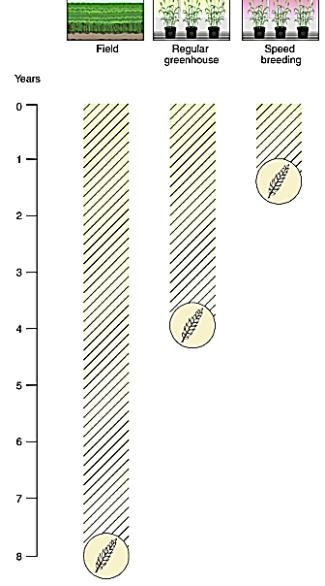 Field
Regular
greenhouse
Speed
breeding
Years
0
1
2
3
4
5
6
7
8